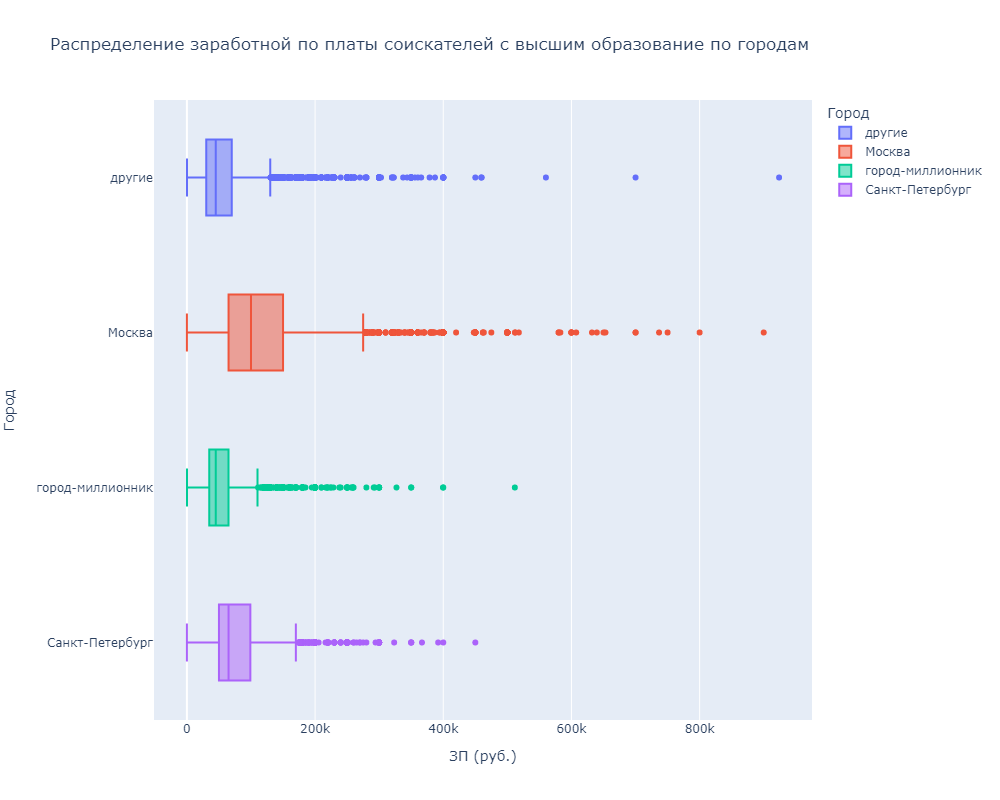 Распределение заработной по платы соискателей с высшим образование по городам
Город
другие
Москва
город-миллионник
Санкт-Петербург
другие
Москва
город-миллионник
Санкт-Петербург
Город
0
200k
400k
600k
800k
ЗП (руб.)